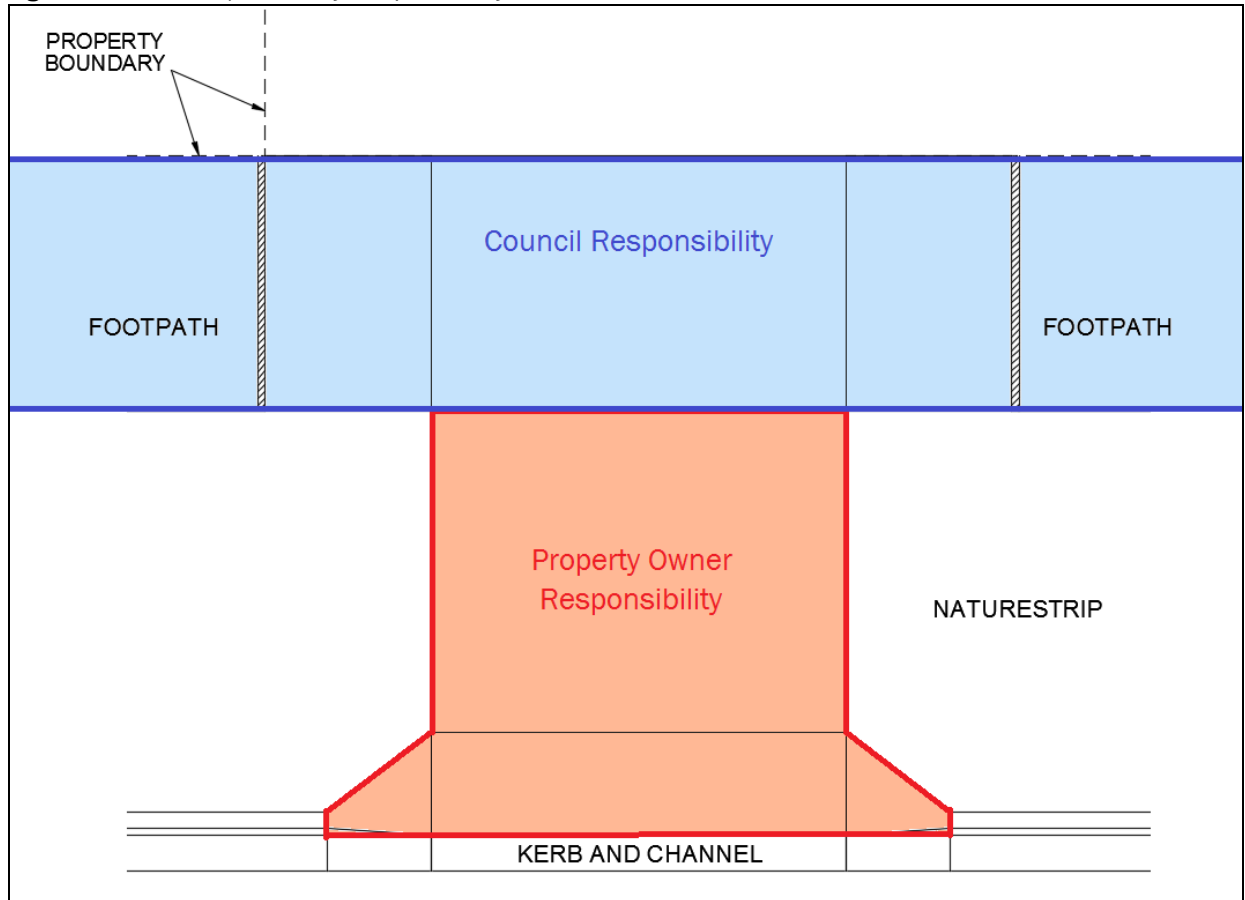 PROPERTY
BOUNDARY
Council Responsibility
FOOTPATH
FOOTPATH
Property Owner
Responsibility
NATURESTRIP
KERB AND CHANNEL